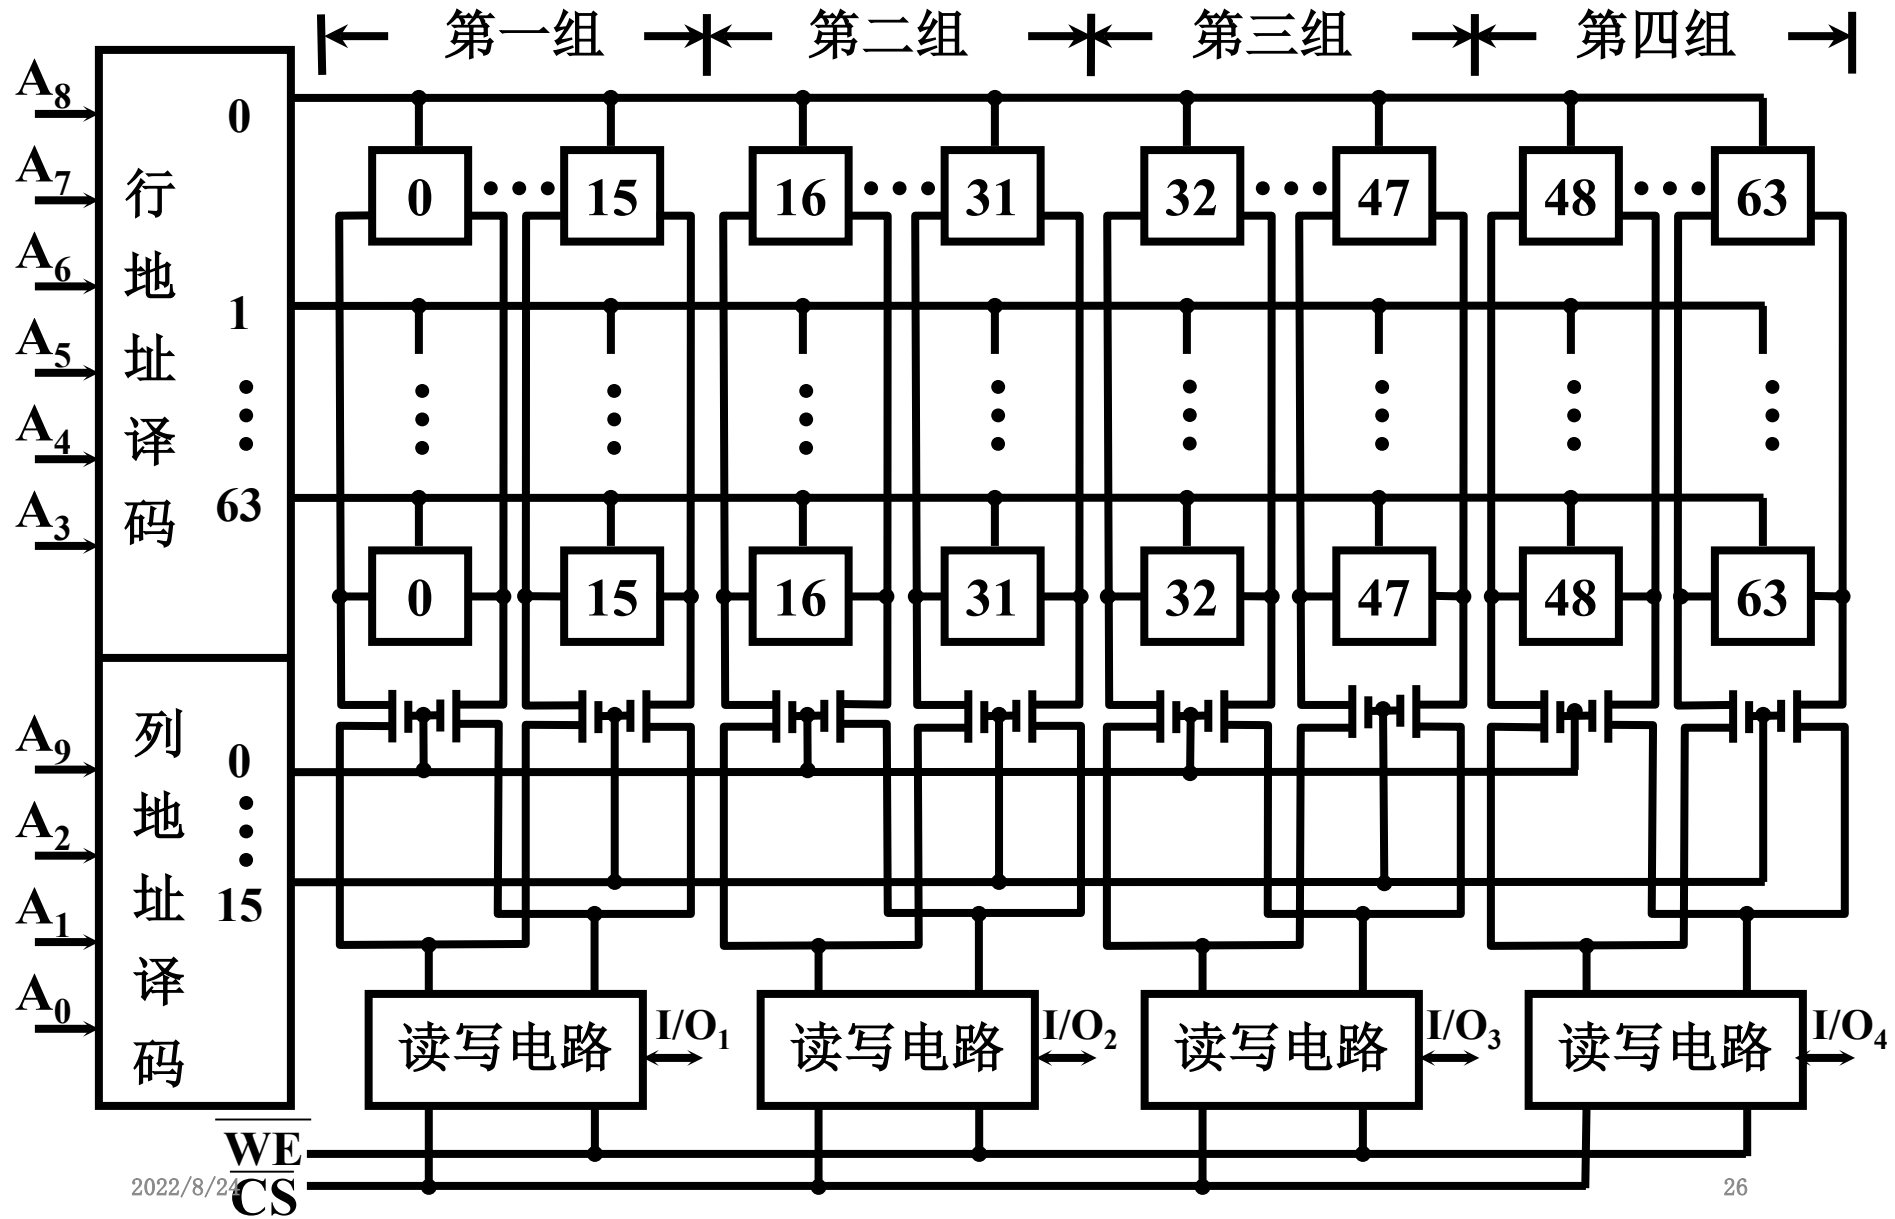 第一组 第二组 第三组 第四组
A8
A7
A6
A5
A4
A3
行地址译码
0
1
63
0 15 16 31 32 47 48 63
0 15 16 31 32 47 48 63
A9
A2
A1
A0
列地址译码
0
15
读写电路 I/O1 读写电路 I/O2 读写电路 I/O3 读写电路 I/O4
WE
CS
2022/8/24
26